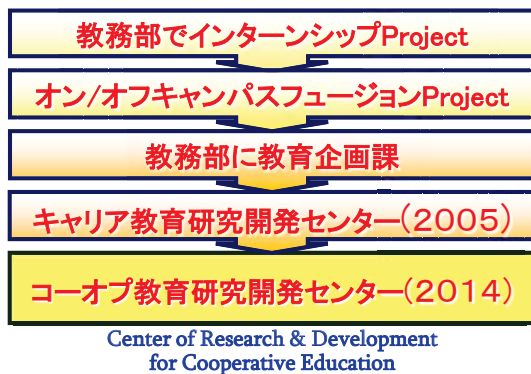 教務部でインターンシップProject
オン/オフキャンパスフュージョンProject
教務部に教育企画課
キャリア教育研究開発センター(2005)
コーオプ教育研究開発センター(2014)
Center of Research & Development
for Cooperative Education